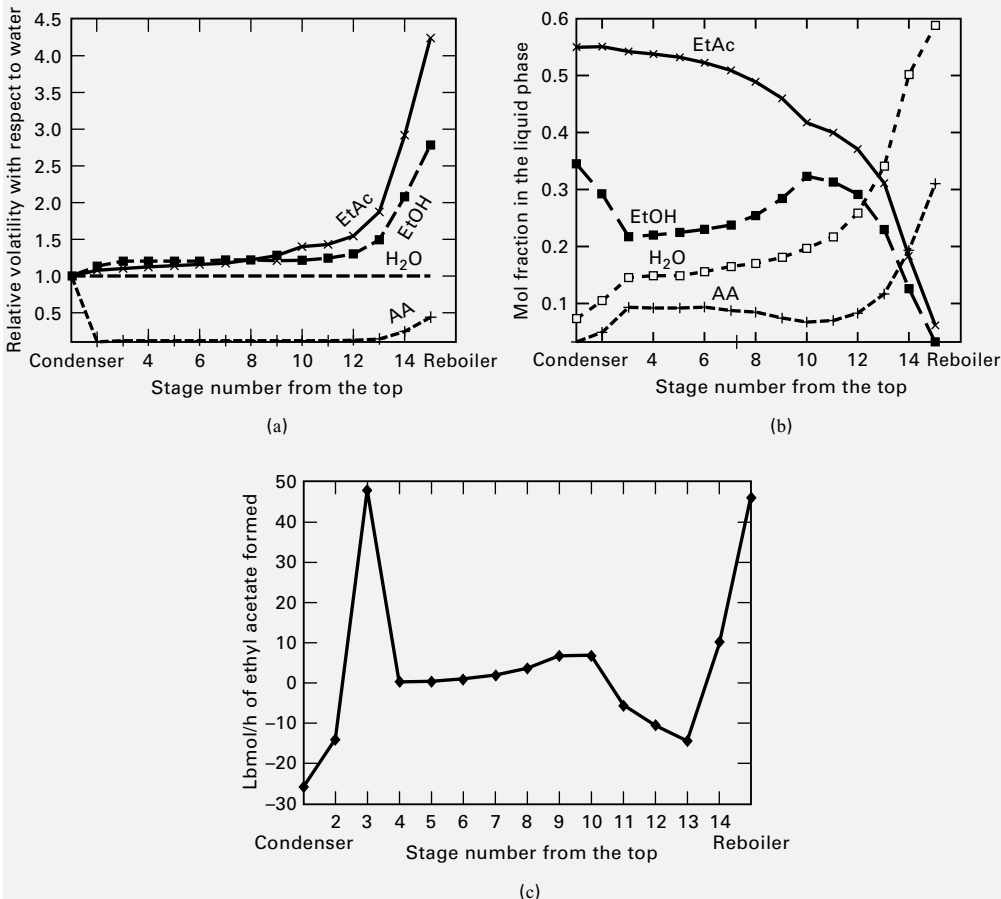 Relative volatility with respect to water
4.5
4.0
3.5
3.0
2.5
2.0
1.5
1.0
0.5
EtAc
EtOH
H2O
AA
Condenser 4 6 8 10 12 14 Reboiler
Stage number from the top
(a)
Mol fraction in the liquid phase
0.6
0.5
0.4
0.3
0.2
0.1
EtAc
EtOH
H2O
AA
Condenser 4 6 8 10 12 14 Reboiler
Stage number from the top
(b)
Lbmol/h of ethyl acetate formed
50
40
30
20
10
0
–10
–20
–30
2 3 4 5 6 7 8 9 10 11 12 13 14
Condenser Reboiler
Stage number from the top
(c)